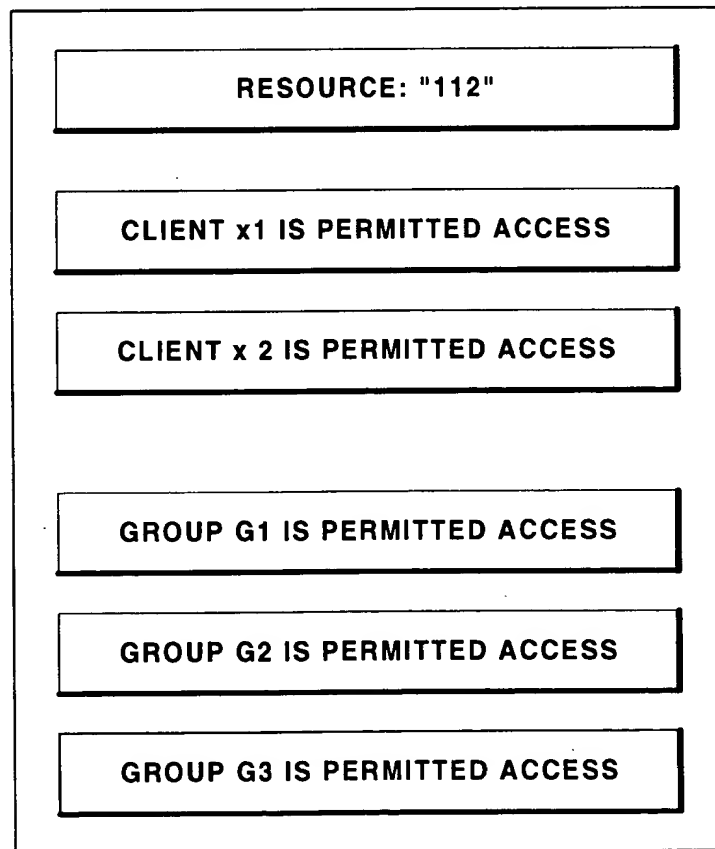 RESOURCE: "112"
CLIENT x1 IS PERMITTED ACCESS
CLIENT x 2 IS PERMITTED ACCESS
GROUP G1 IS PERMITTED ACCESS
GROUP G2 IS PERMITTED ACCESS
GROUP G3 IS PERMITTED ACCESS